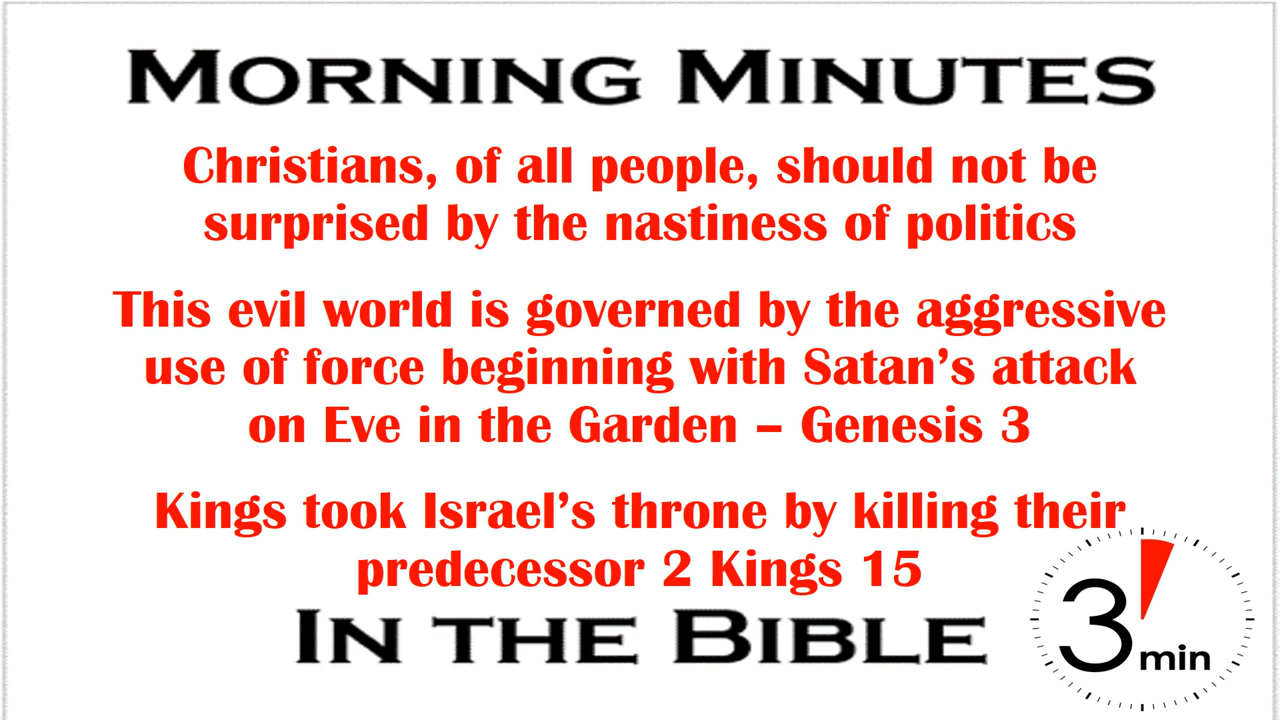 MORNING MINUTES
Christians, of all people, should not be
surprised by the nastiness of politics
This evil world is governed by the aggressive
use of force beginning with Satan’s attack
on Eve in the Garden – Genesis 3
Kings took Israel’s throne by killing their
predecessor 2 Kings 15
IN THE BIBLE
3 min